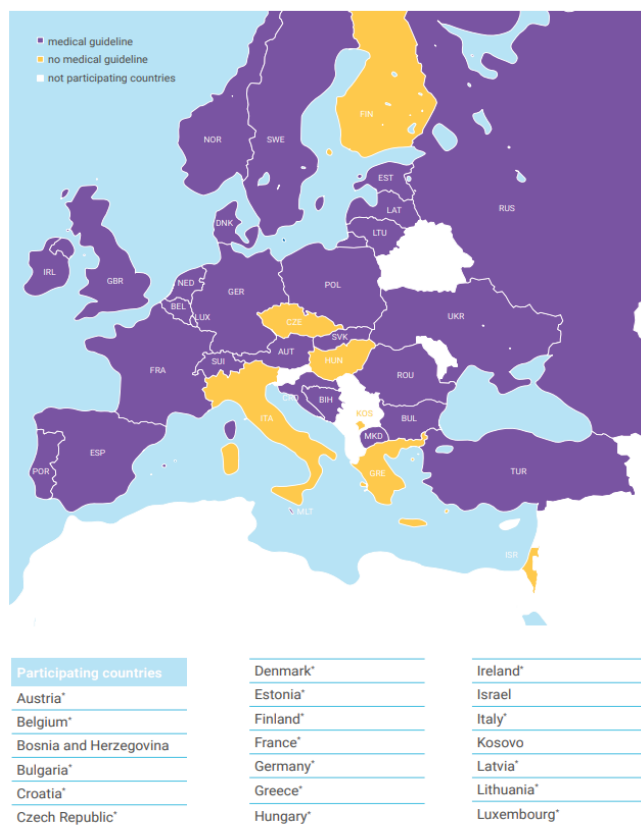 medical guideline
no medical guideline
not participating countries
FIN
NOR
SWE
EST
RUS
LAT
DNK
LTU
IRL
GBR
NED
GER
POL
BEL
UKR
LUX
CZE
SVK
AUT
HUN
FRA
SUI
ROU
CRO
BIH
ITA
KOS
BUL
MKD
ESP
POR
GRE
TUR
MLT
ISR
Participating countries
Austria*
Belgium*
Bosnia and Herzegovina
Bulgaria*
Croatia*
Czech Republic*
Denmark*
Estonia*
Finland*
France*
Germany*
Greece*
Hungary*
Ireland*
Israel
Italy*
Kosovo
Latvia*
Lithuania*
Luxembourg*